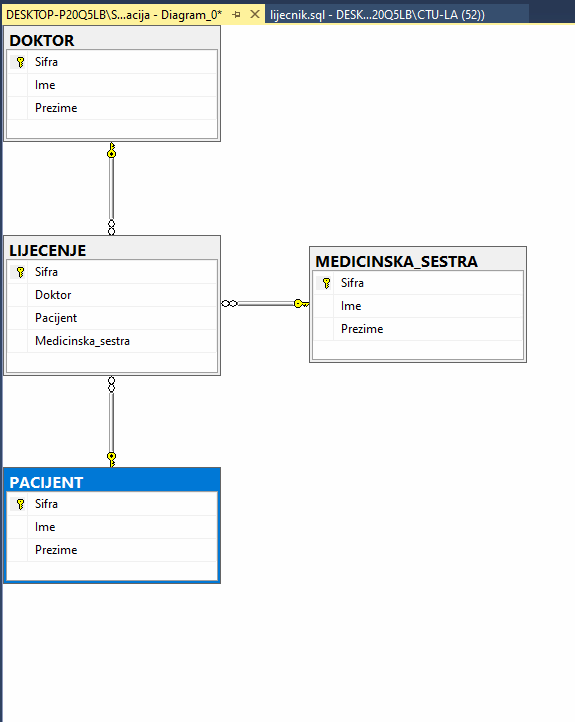 DESKTOP-P20Q5LB\S...acija - Diagram_0* lijecnik.sql - DESK...20Q5LB\CTU-LA (52))
DOKTOR
Sifra
Ime
Prezime
LIJECENJE
Sifra
Doktor
Pacijent
Medicinska_sestra
MEDICINSKA_SESTRA
Sifra
Ime
Prezime
PACIJENT
Sifra
Ime
Prezime